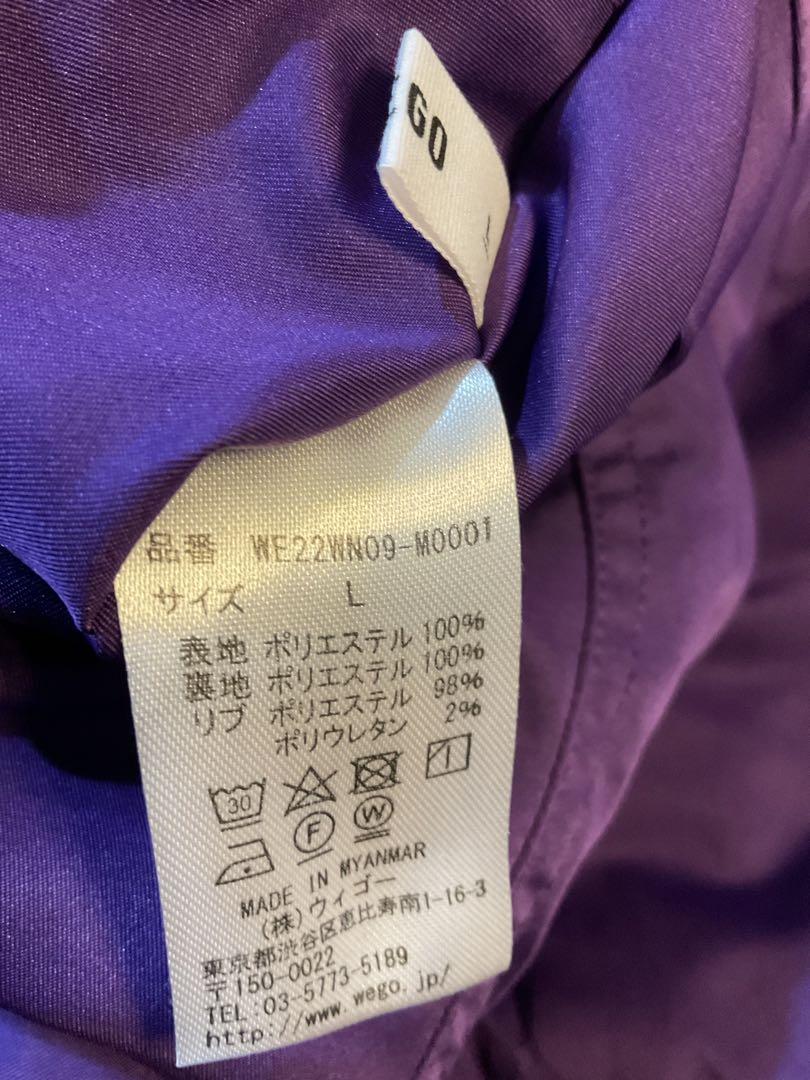 GO
品番 WE22WN09-M0001
サイズ L
表地 ポリエステル 100%
裏地 ポリエステル 100%
リブ ポリエステル 98%
ポリウレタン 2%
30
F W
MADE IN MYANMAR
(株)ウィゴー
東京都渋谷区恵比寿南1-16-3
〒150-0022
TEL:03-5773-5189
http://www.wego.jp/